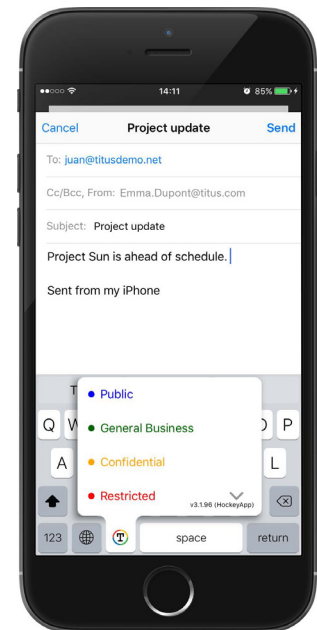 14:11 85%
Cancel Project update Send
To: juan@titusdemo.net
Cc/Bcc, From: Emma.Dupont@titus.com
Subject: Project update
Project Sun is ahead of schedule.
Sent from my iPhone
T
Public
Q W O P
General Business
A L
Confidential
Restricted
v3.1.96 (HockeyApp)
123 T space return